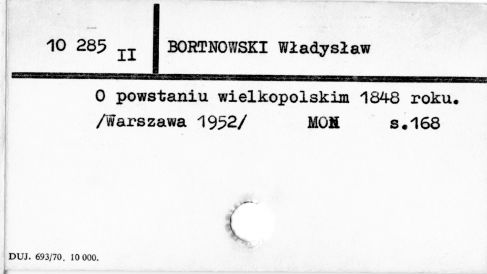 10 285 II BORTNOWSKI Władysław
O powstaniu wielkopolskim 1848 roku.
/Warszawa 1952/ MON s.168
DUJ. 693/70. 10 000.